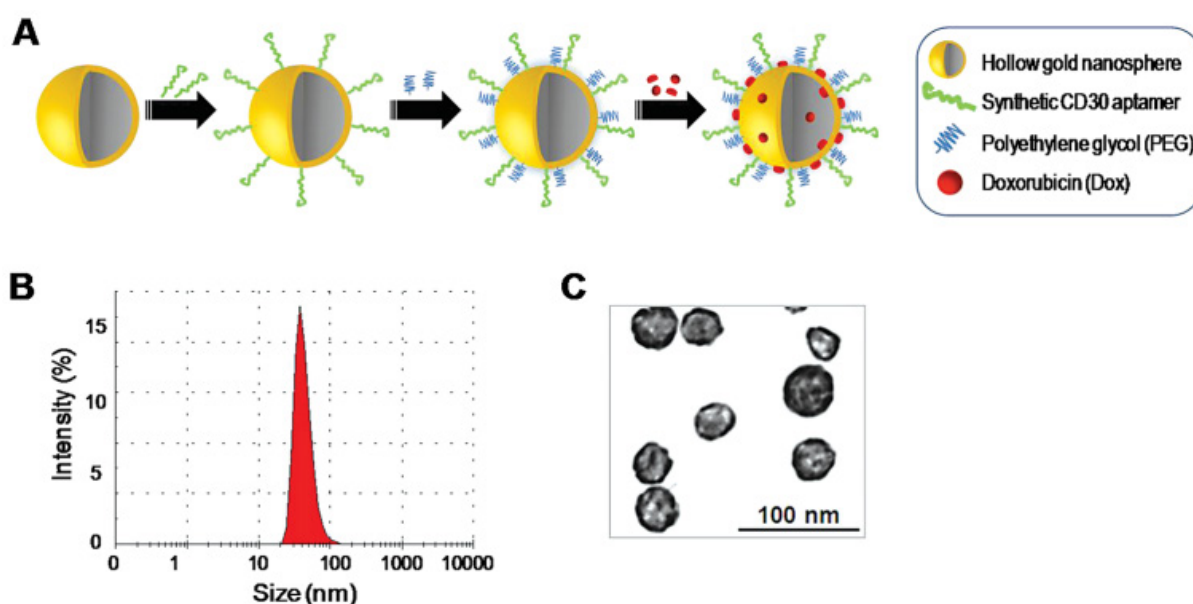 A
Hollow gold nanosphere
Synthetic CD30 aptamer
Polyethylene glycol (PEG)
Doxorubicin (Dox)
B
15
10
5
0
Intensity (%)
0 1 10 100 1000 10000
Size (nm)
C
100 nm